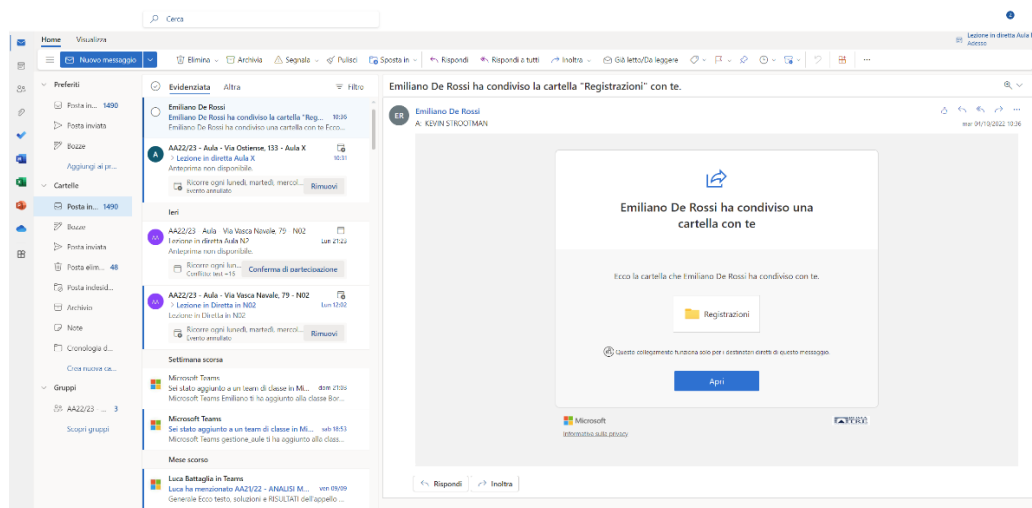 Cerca
Lezione in diretta Aula
Adesso
Home Visualizza
Nuovo messaggio Elimina Archivia Segnala Pulisci Sposta in Rispondi Rispondi a tutti Inoltra Già letto/Da leggere
Preferiti
Posta in... 1490
Posta inviata
Bozze
Aggiungi ai pr...
Cartelle
Posta in... 1490
Bozze
Posta inviata
Posta elim... 48
Posta indesid...
Archivio
Note
Cronologia d...
Crea nuova ca...
Gruppi
AA22/23 - ... 3
Scopri gruppi
Evidenziata Altra Filtro
Emiliano De Rossi
Emiliano De Rossi ha condiviso la cartella "Reg... 10:36
Emiliano De Rossi ha condiviso una cartella con te Ecco...
AA22/23 - Aula - Via Ostiense, 133 - Aula X
> Lezione in diretta Aula X 10:31
Anteprima non disponibile.
Ricorre ogni lunedì, martedì, mercol...
Evento annullato
Rimuovi
Ieri
AA22/23 Aula Via Vasca Navale, 79 N02
Lezione in diretta Aula N2 Lun 21:23
Anteprima non disponibile.
Ricorre ogni lun...
Conferma di partecipazione
AA22/23 - Aula - Via Vasca Navale, 79 - N02
> Lezione in Diretta in N02 Lun 12:02
Lezione in Diretta in N02
Ricorre ogni lunedì, martedì, mercol...
Evento annullato
Rimuovi
Settimana scorsa
Microsoft Teams
Sei stato aggiunto a un team di classe in Mi... dom 21:53
Microsoft Teams Emiliano ti ha aggiunto alla classe Bor...
Microsoft Teams
Sei stato aggiunto a un team di classe in Mi... sab 18:53
Microsoft Teams gestione_aule ti ha aggiunto alla class...
Mese scorso
Luca Battaglia in Teams
Luca ha menzionato AA21/22 - ANALISI M... ven 09/09
Generale Ecco testo, soluzioni e RISULTATI dell'appello ...
Emiliano De Rossi ha condiviso la cartella "Registrazioni" con te.
ER
Emiliano De Rossi
A: KEVIN STROOTMAN
mar 04/10/2022 10:36
Emiliano De Rossi ha condiviso una
cartella con te
Ecco la cartella che Emiliano De Rossi ha condiviso con te.
Registrazioni
Questo collegamento funziona solo per i destinatari diretti di questo messaggio.
Apri
Microsoft
Informativa sulla privacy
Rispondi Inoltra